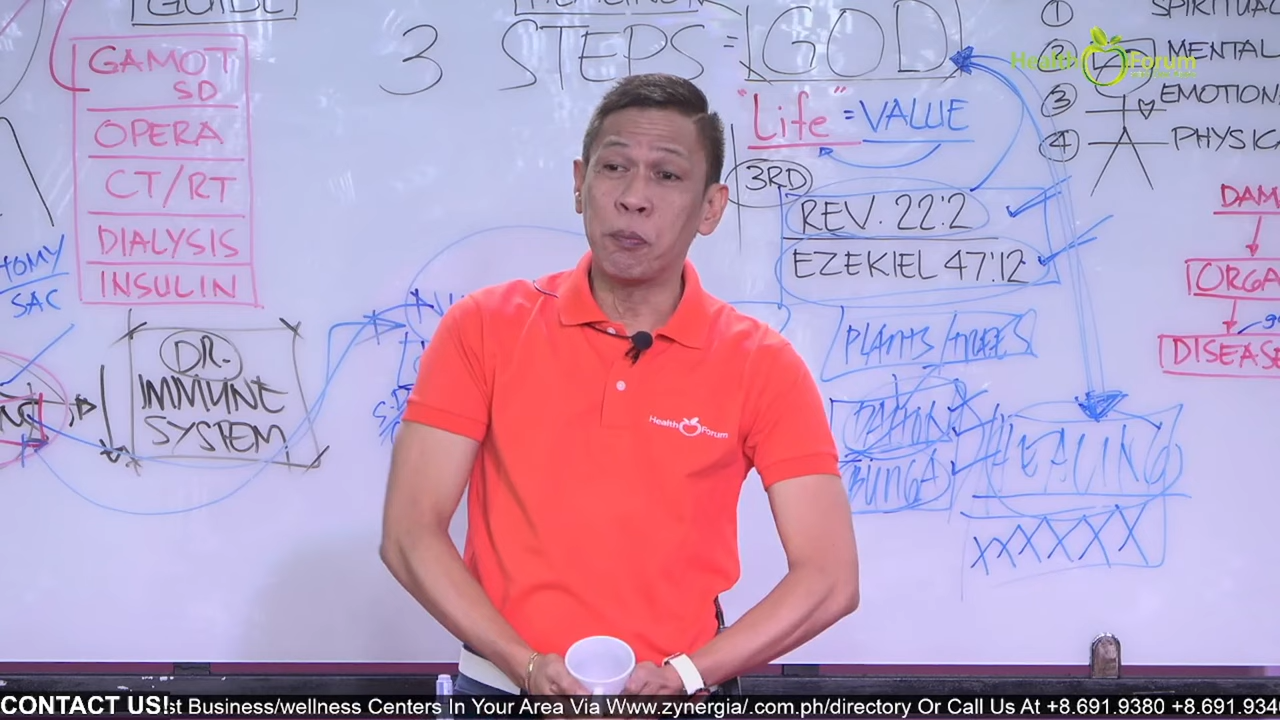 GUIDE
GAMOT
SD
OPERA
CT/RT
DIALYSIS
INSULIN
DR.
IMMUNE
SYSTEM
3 STEPS = GOD
"Life" = VALUE
3RD
REV. 22:2
EZEKIEL 47:12
PLANTS/TREES
BUNGA
HEALING
XXXXXX
1 SPIRITUAL
2 MENTAL
3 EMOTION
4 PHYSIC
Health Forum
DAM
ORGA
DISEASE
TOMY
SAC
Health Forum
CONTACT US! st Business/wellness Centers In Your Area Via Www.zynergia/.com.ph/directory Or Call Us At +8.691.9380 +8.691.934